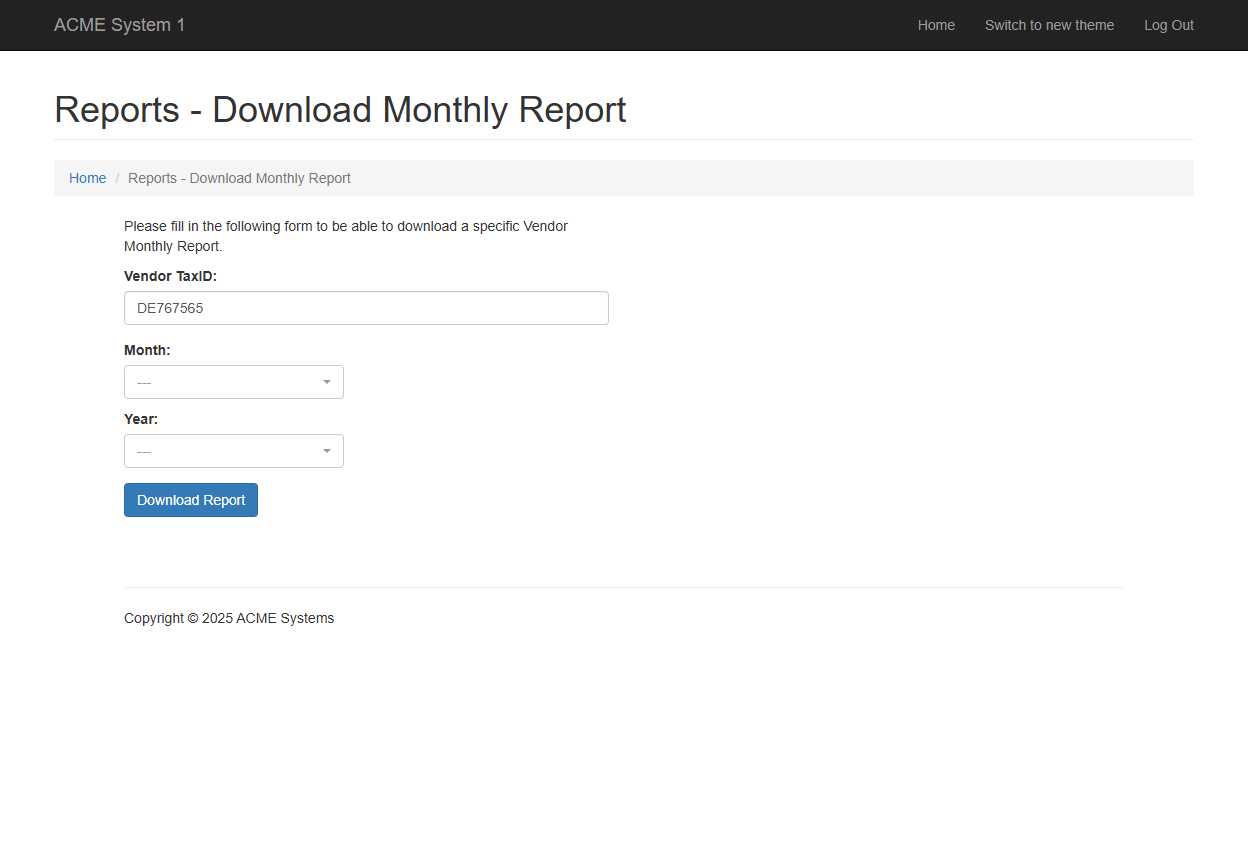 ACME System 1
Home
Switch to new theme
Log Out
Reports - Download Monthly Report
Home / Reports - Download Monthly Report
Please fill in the following form to be able to download a specific Vendor
Monthly Report.
Vendor TaxID:
DE767565
Month:
---
Year:
---
Download Report
Copyright © 2025 ACME Systems